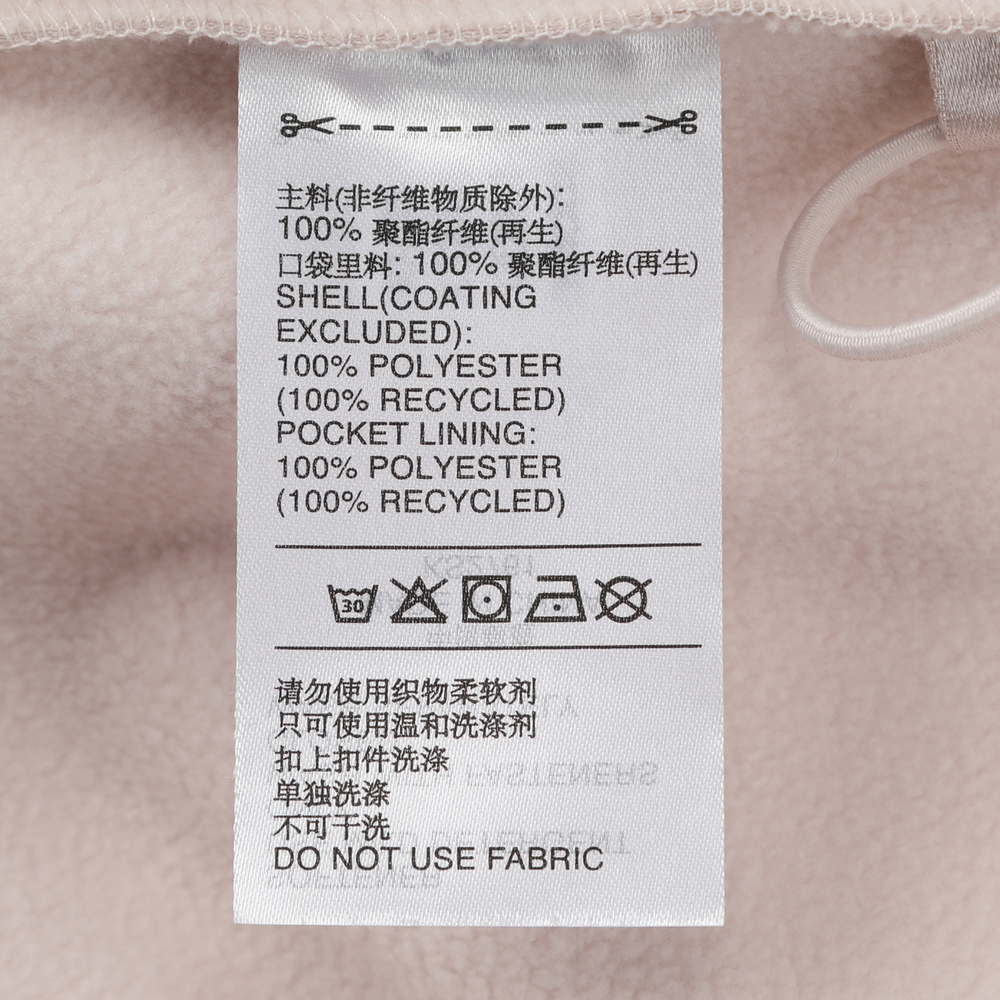 主料(非纤维物质除外):
100% 聚酯纤维(再生)
口袋里料: 100% 聚酯纤维(再生)
SHELL(COATING
EXCLUDED):
100% POLYESTER
(100% RECYCLED)
POCKET LINING:
100% POLYESTER
(100% RECYCLED)
30
请勿使用织物柔软剂
只可使用温和洗涤剂
扣上扣件洗涤
单独洗涤
不可干洗
DO NOT USE FABRIC